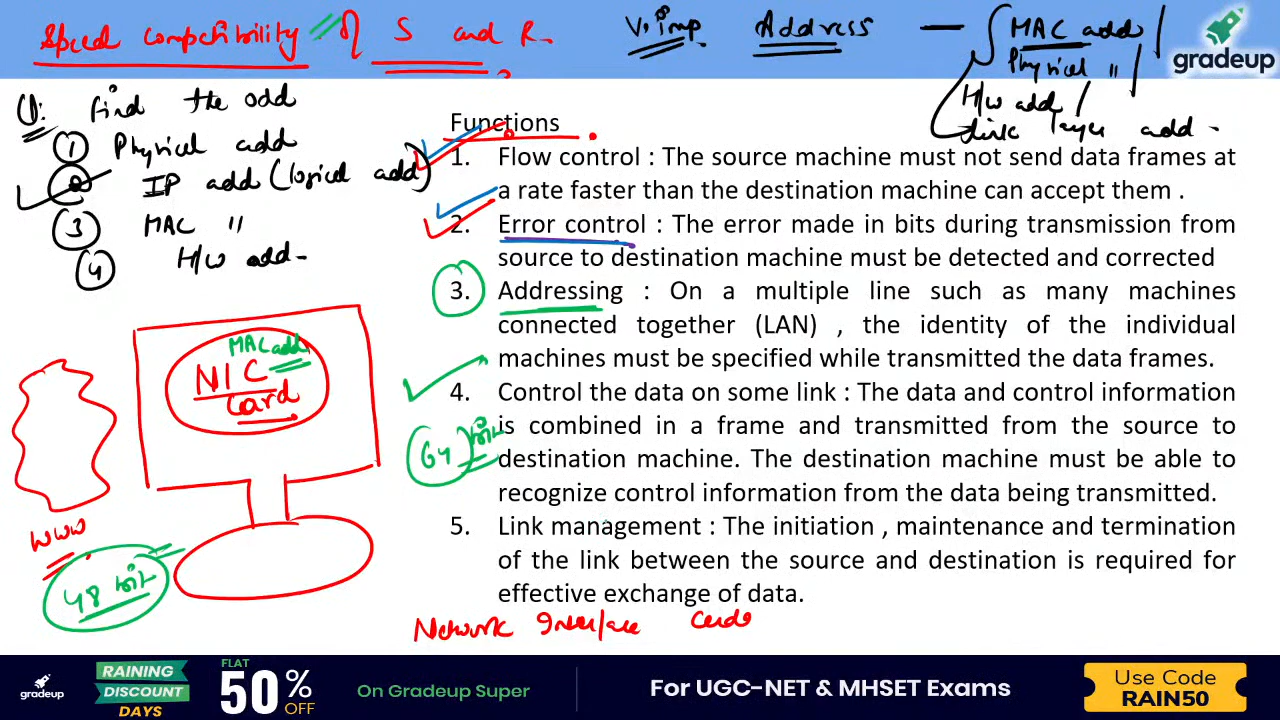 Speed compatibility of S and R.
V. imp Address — MAC add /
Physical "/
H/w add /
Link layer add.
gradeup
Q: find the odd
1 Physical add
2 IP add (logical add)
3 MAC "
4 H/w add.
Functions
1. Flow control : The source machine must not send data frames at
a rate faster than the destination machine can accept them .
2. Error control : The error made in bits during transmission from
source to destination machine must be detected and corrected
3. Addressing : On a multiple line such as many machines
connected together (LAN) , the identity of the individual
machines must be specified while transmitted the data frames.
4. Control the data on some link : The data and control information
is combined in a frame and transmitted from the source to
destination machine. The destination machine must be able to
recognize control information from the data being transmitted.
5. Link management : The initiation , maintenance and termination
of the link between the source and destination is required for
effective exchange of data.
MAC add
NIC
Card
64 bit
WWW
48 bit
Network Interface Card
gradeup
RAINING
DISCOUNT
DAYS
FLAT
50% OFF
On Gradeup Super
For UGC-NET & MHSET Exams
Use Code
RAIN50